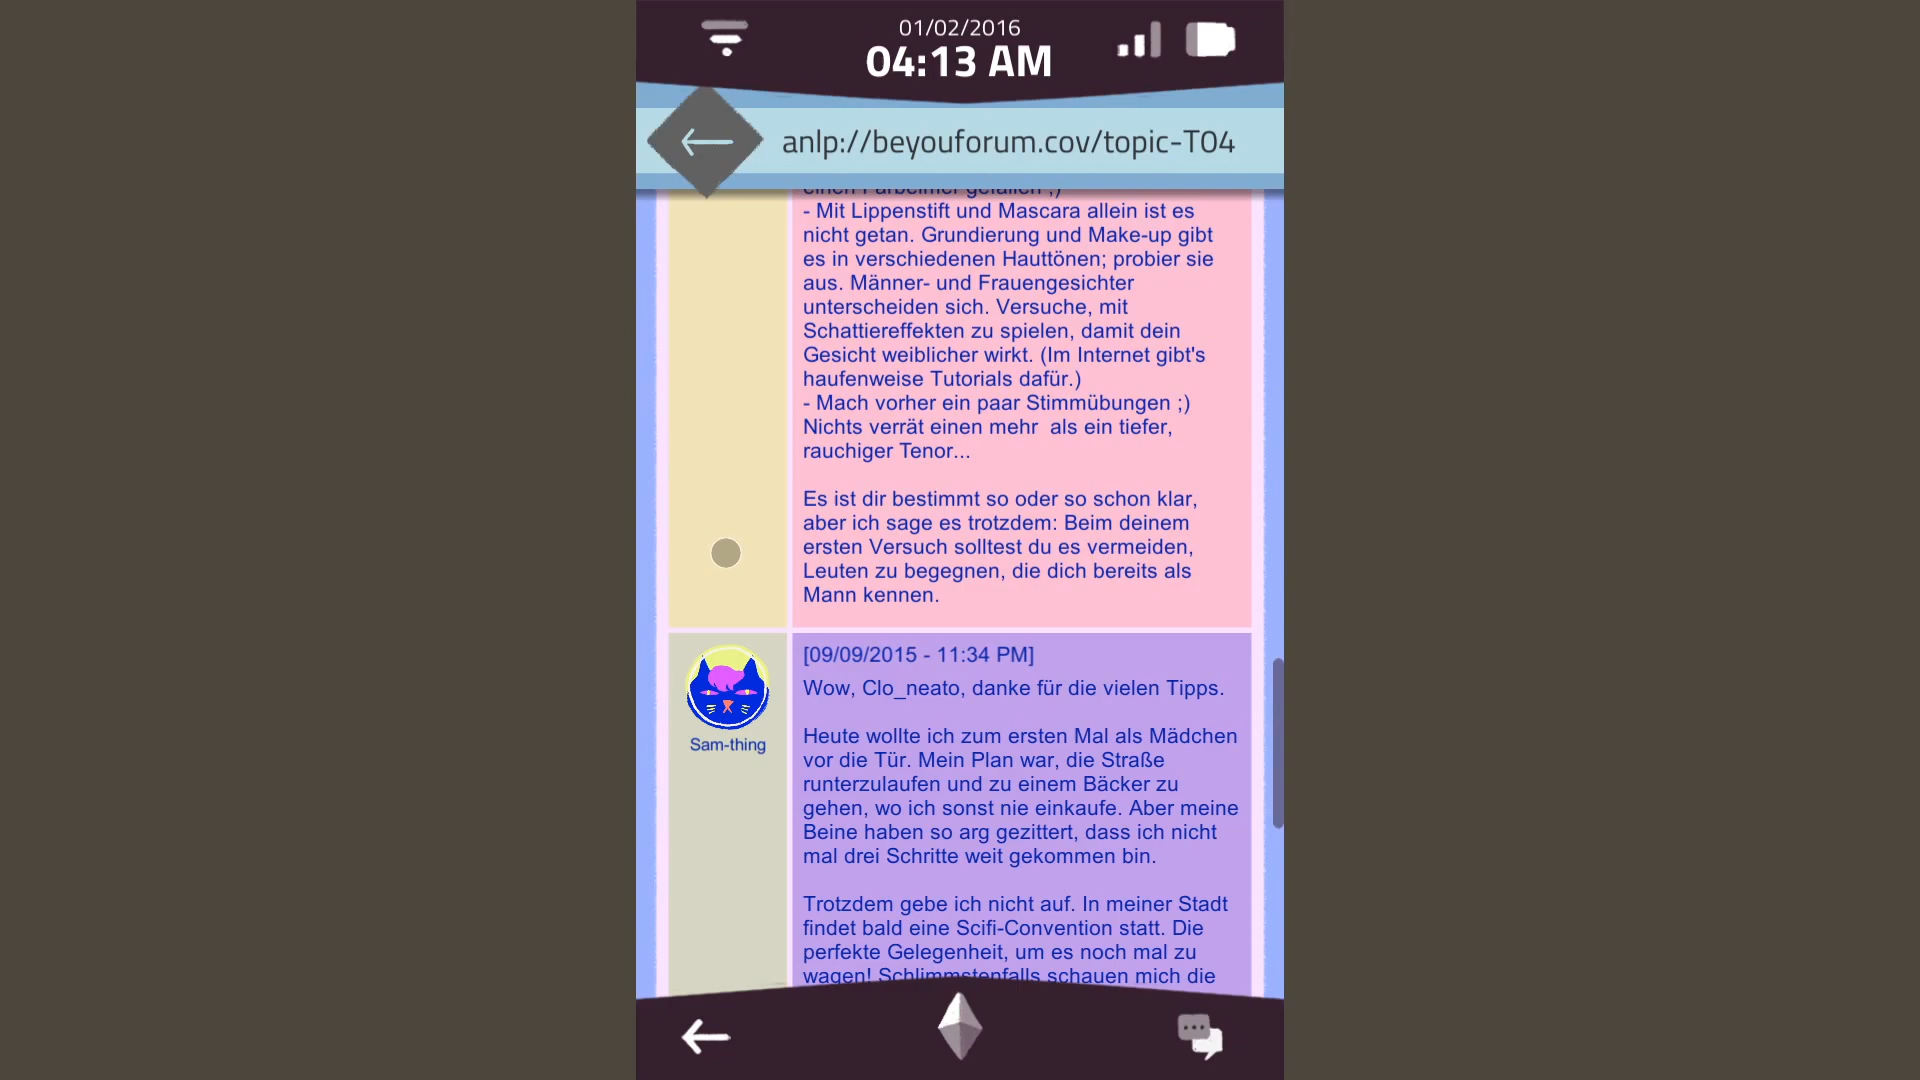 01/02/2016
04:13 AM
anlp://beyouforum.cov/topic-T04
einen Farbeimer gefallen ;)
- Mit Lippenstift und Mascara allein ist es
nicht getan. Grundierung und Make-up gibt
es in verschiedenen Hauttönen; probier sie
aus. Männer- und Frauengesichter
unterscheiden sich. Versuche, mit
Schattiereffekten zu spielen, damit dein
Gesicht weiblicher wirkt. (Im Internet gibt's
haufenweise Tutorials dafür.)
- Mach vorher ein paar Stimmübungen ;)
Nichts verrät einen mehr  als ein tiefer,
rauchiger Tenor...
Es ist dir bestimmt so oder so schon klar,
aber ich sage es trotzdem: Beim deinem
ersten Versuch solltest du es vermeiden,
Leuten zu begegnen, die dich bereits als
Mann kennen.
Sam-thing
[09/09/2015 - 11:34 PM]
Wow, Clo_neato, danke für die vielen Tipps.
Heute wollte ich zum ersten Mal als Mädchen
vor die Tür. Mein Plan war, die Straße
runterzulaufen und zu einem Bäcker zu
gehen, wo ich sonst nie einkaufe. Aber meine
Beine haben so arg gezittert, dass ich nicht
mal drei Schritte weit gekommen bin.
Trotzdem gebe ich nicht auf. In meiner Stadt
findet bald eine Scifi-Convention statt. Die
perfekte Gelegenheit, um es noch mal zu
wagen! Schlimmstenfalls schauen mich die